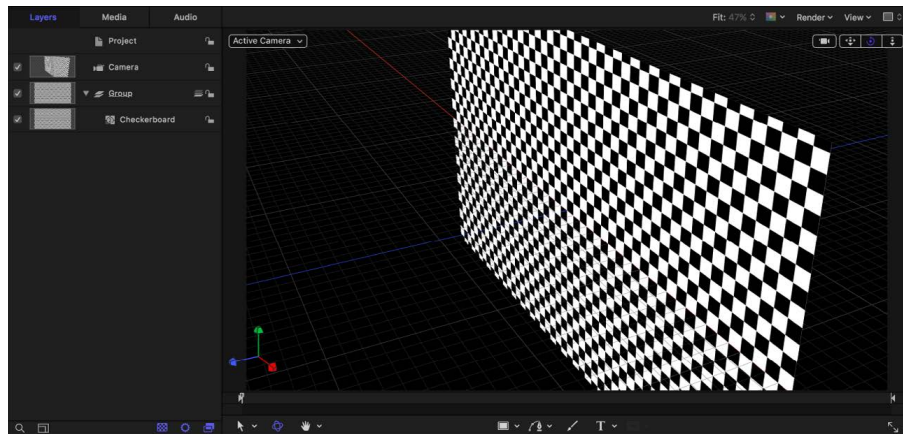 Layers Media Audio
Fit: 47% Render View
Project
Active Camera
Camera
Group
Checkerboard
T